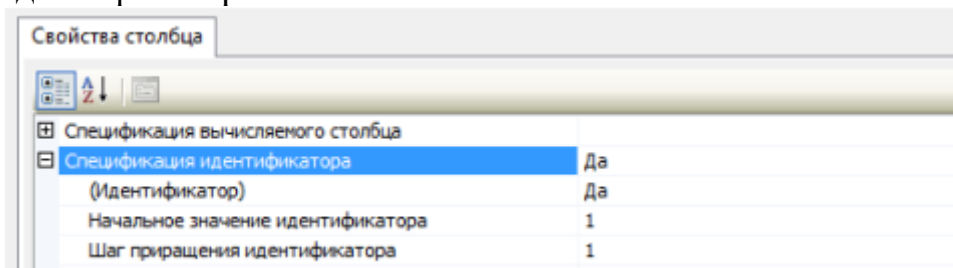 Свойства столбца
Спецификация вычисляемого столбца
Спецификация идентификатора Да
(Идентификатор) Да
Начальное значение идентификатора 1
Шаг приращения идентификатора 1